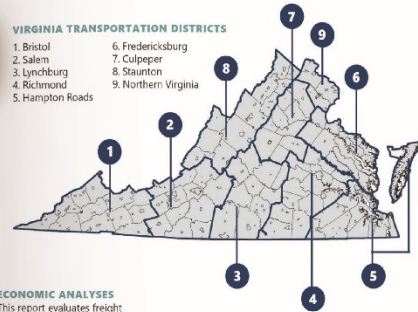 VIRGINIA TRANSPORTATION DISTRICTS
1. Bristol
2. Salem
3. Lynchburg
4. Richmond
5. Hampton Roads
6. Fredericksburg
7. Culpeper
8. Staunton
9. Northern Virginia
7
9
8
6
2
1
3
4
5
ECONOMIC ANALYSES
This report evaluates freight